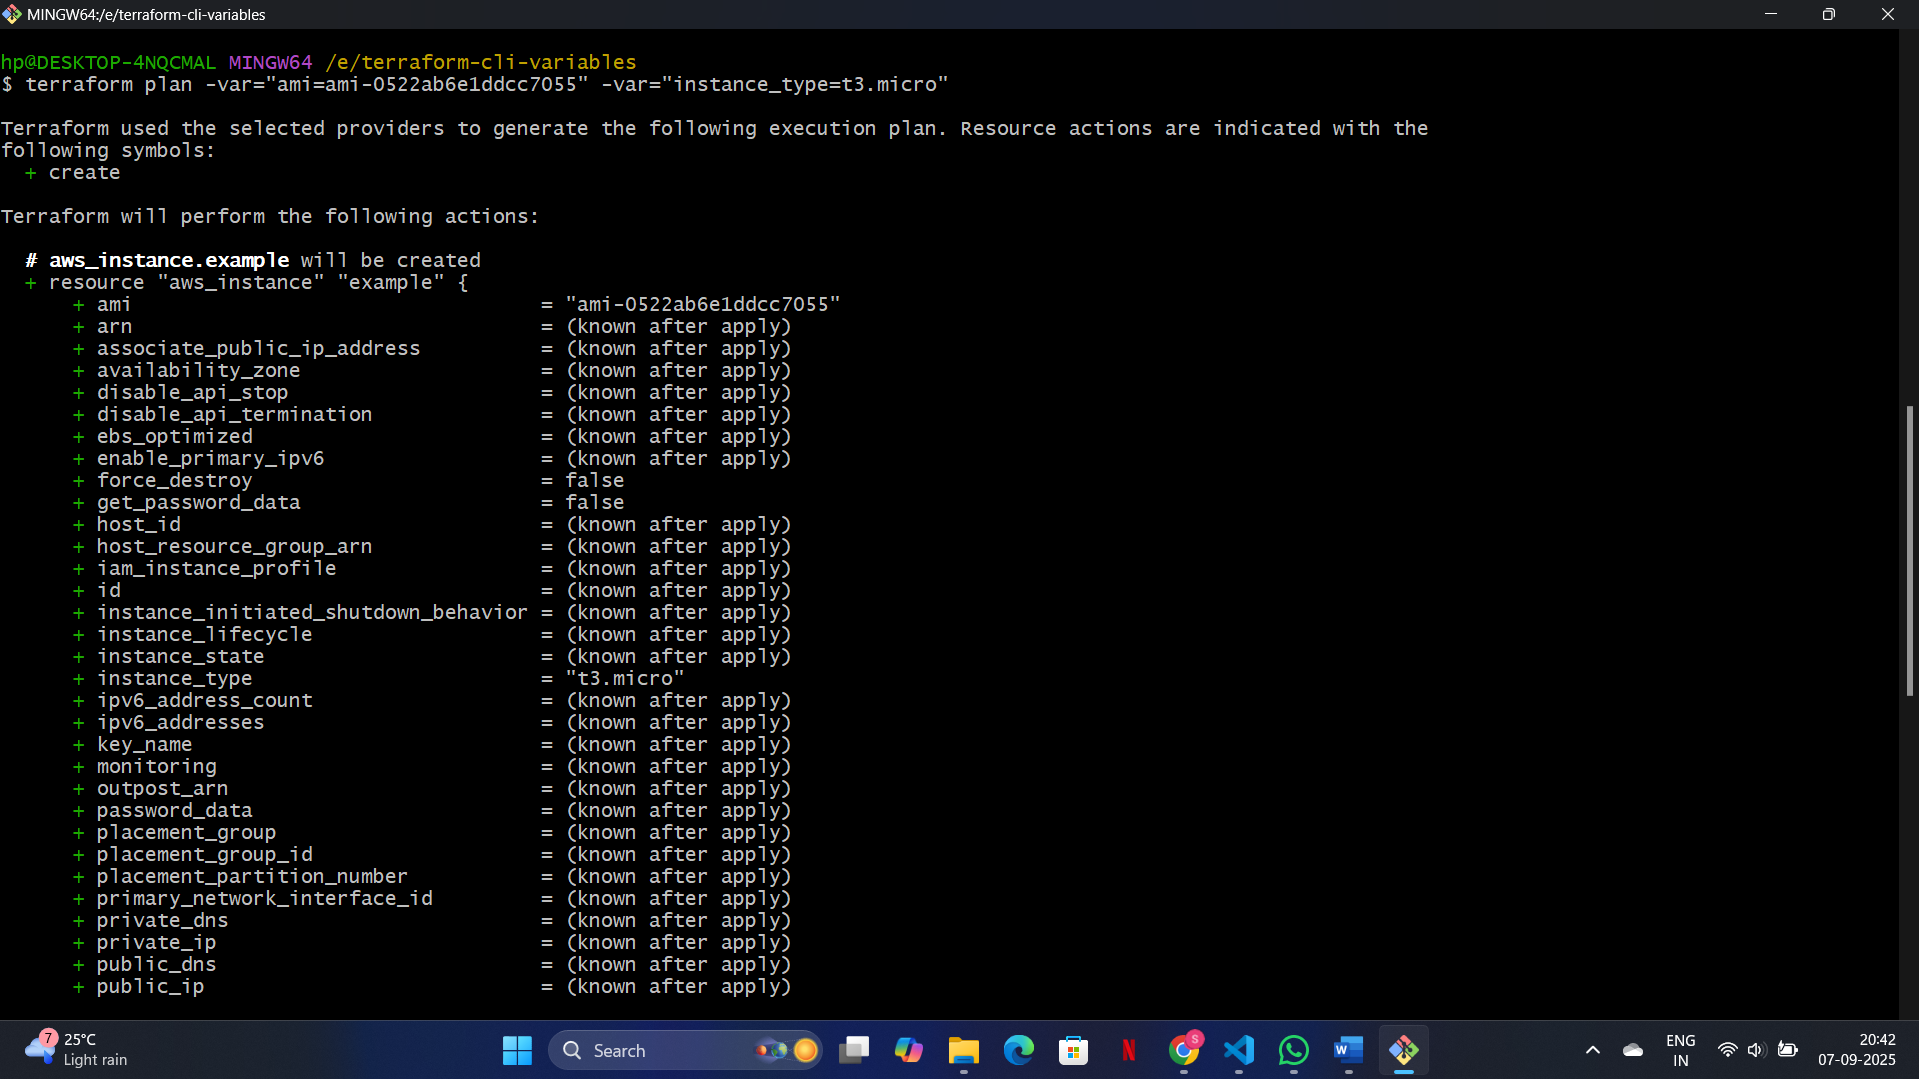 MINGW64:/e/terraform-cli-variables
hp@DESKTOP-4NQCMAL MINGW64 /e/terraform-cli-variables
$ terraform plan -var="ami=ami-0522ab6e1ddcc7055" -var="instance_type=t3.micro"
Terraform used the selected providers to generate the following execution plan. Resource actions are indicated with the
following symbols:
+ create
Terraform will perform the following actions:
# aws_instance.example will be created
+ resource "aws_instance" "example" {
+ ami = "ami-0522ab6e1ddcc7055"
+ arn = (known after apply)
+ associate_public_ip_address = (known after apply)
+ availability_zone = (known after apply)
+ disable_api_stop = (known after apply)
+ disable_api_termination = (known after apply)
+ ebs_optimized = (known after apply)
+ enable_primary_ipv6 = (known after apply)
+ force_destroy = false
+ get_password_data = false
+ host_id = (known after apply)
+ host_resource_group_arn = (known after apply)
+ iam_instance_profile = (known after apply)
+ id = (known after apply)
+ instance_initiated_shutdown_behavior = (known after apply)
+ instance_lifecycle = (known after apply)
+ instance_state = (known after apply)
+ instance_type = "t3.micro"
+ ipv6_address_count = (known after apply)
+ ipv6_addresses = (known after apply)
+ key_name = (known after apply)
+ monitoring = (known after apply)
+ outpost_arn = (known after apply)
+ password_data = (known after apply)
+ placement_group = (known after apply)
+ placement_group_id = (known after apply)
+ placement_partition_number = (known after apply)
+ primary_network_interface_id = (known after apply)
+ private_dns = (known after apply)
+ private_ip = (known after apply)
+ public_dns = (known after apply)
+ public_ip = (known after apply)
7
25°C
Light rain
Search
N
S
W
ENG
IN
20:42
07-09-2025